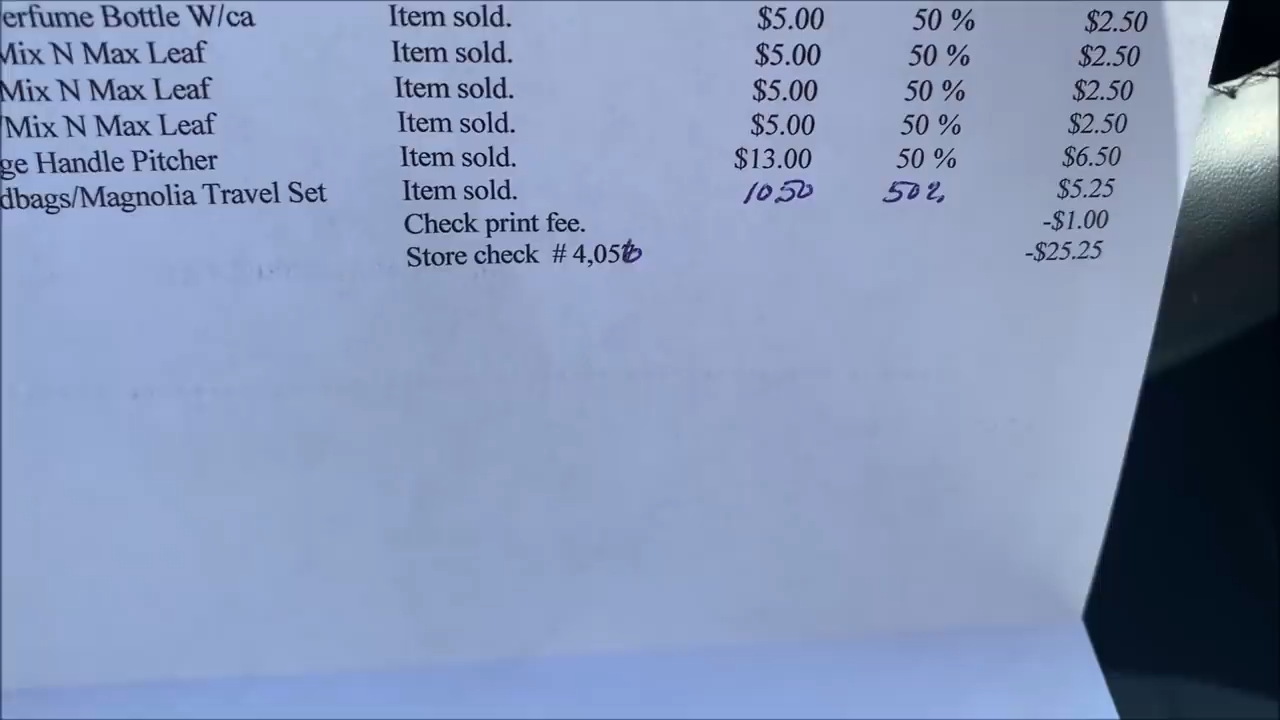 erfume Bottle W/ca Item sold. $5.00 50 % $2.50
Mix N Max Leaf Item sold. $5.00 50 % $2.50
Mix N Max Leaf Item sold. $5.00 50 % $2.50
/Mix N Max Leaf Item sold. $5.00 50 % $2.50
ge Handle Pitcher Item sold. $13.00 50 % $6.50
dbags/Magnolia Travel Set Item sold. 1050 50% $5.25
Check print fee. -$1.00
Store check # 4,056 -$25.25